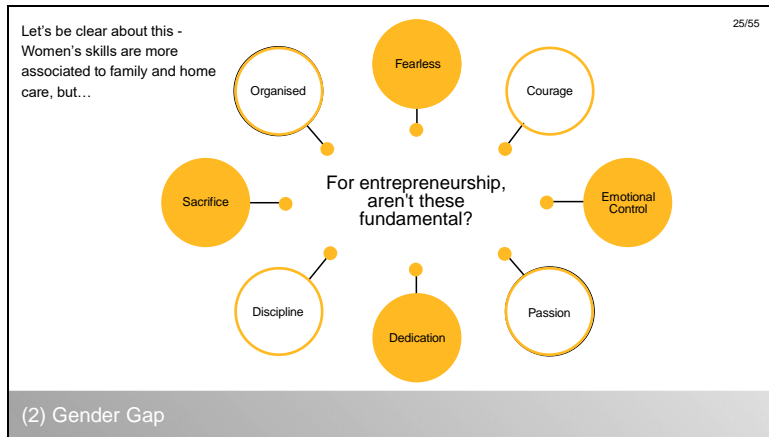 Let's be clear about this -
Women's skills are more
associated to family and home
care, but…
25/55
Fearless
Organised
Courage
Sacrifice
For entrepreneurship,
aren't these
fundamental?
Emotional
Control
Discipline
Passion
Dedication
(2) Gender Gap